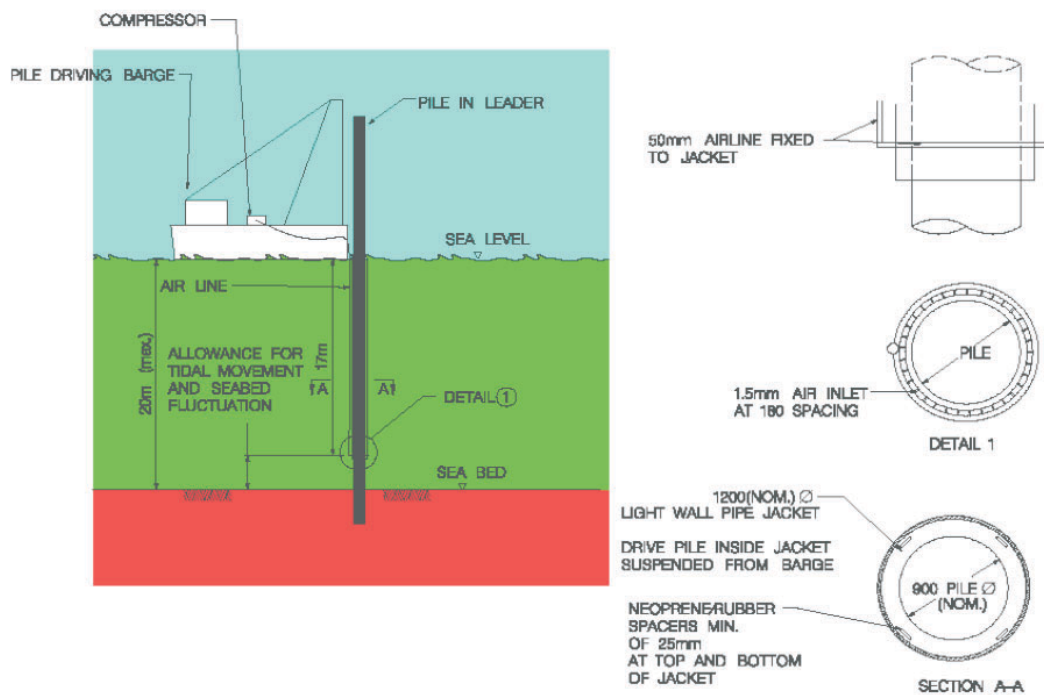 COMPRESSOR
PILE DRIVING BARGE
PILE IN LEADER
SEA LEVEL
AIR LINE
20m (max.)
17m
ALLOWANCE FOR
TIDAL MOVEMENT
AND SEABED
FLUCTUATION
A
A
DETAIL 1
SEA BED
50mm AIRLINE FIXED
TO JACKET
PILE
1.5mm AIR INLET
AT 180 SPACING
DETAIL 1
1200(NOM.) Ø
LIGHT WALL PIPE JACKET
DRIVE PILE INSIDE JACKET
SUSPENDED FROM BARGE
900 PILE Ø
(NOM.)
NEOPRENE/RUBBER
SPACERS MIN.
OF 25mm
AT TOP AND BOTTOM
OF JACKET
SECTION A-A